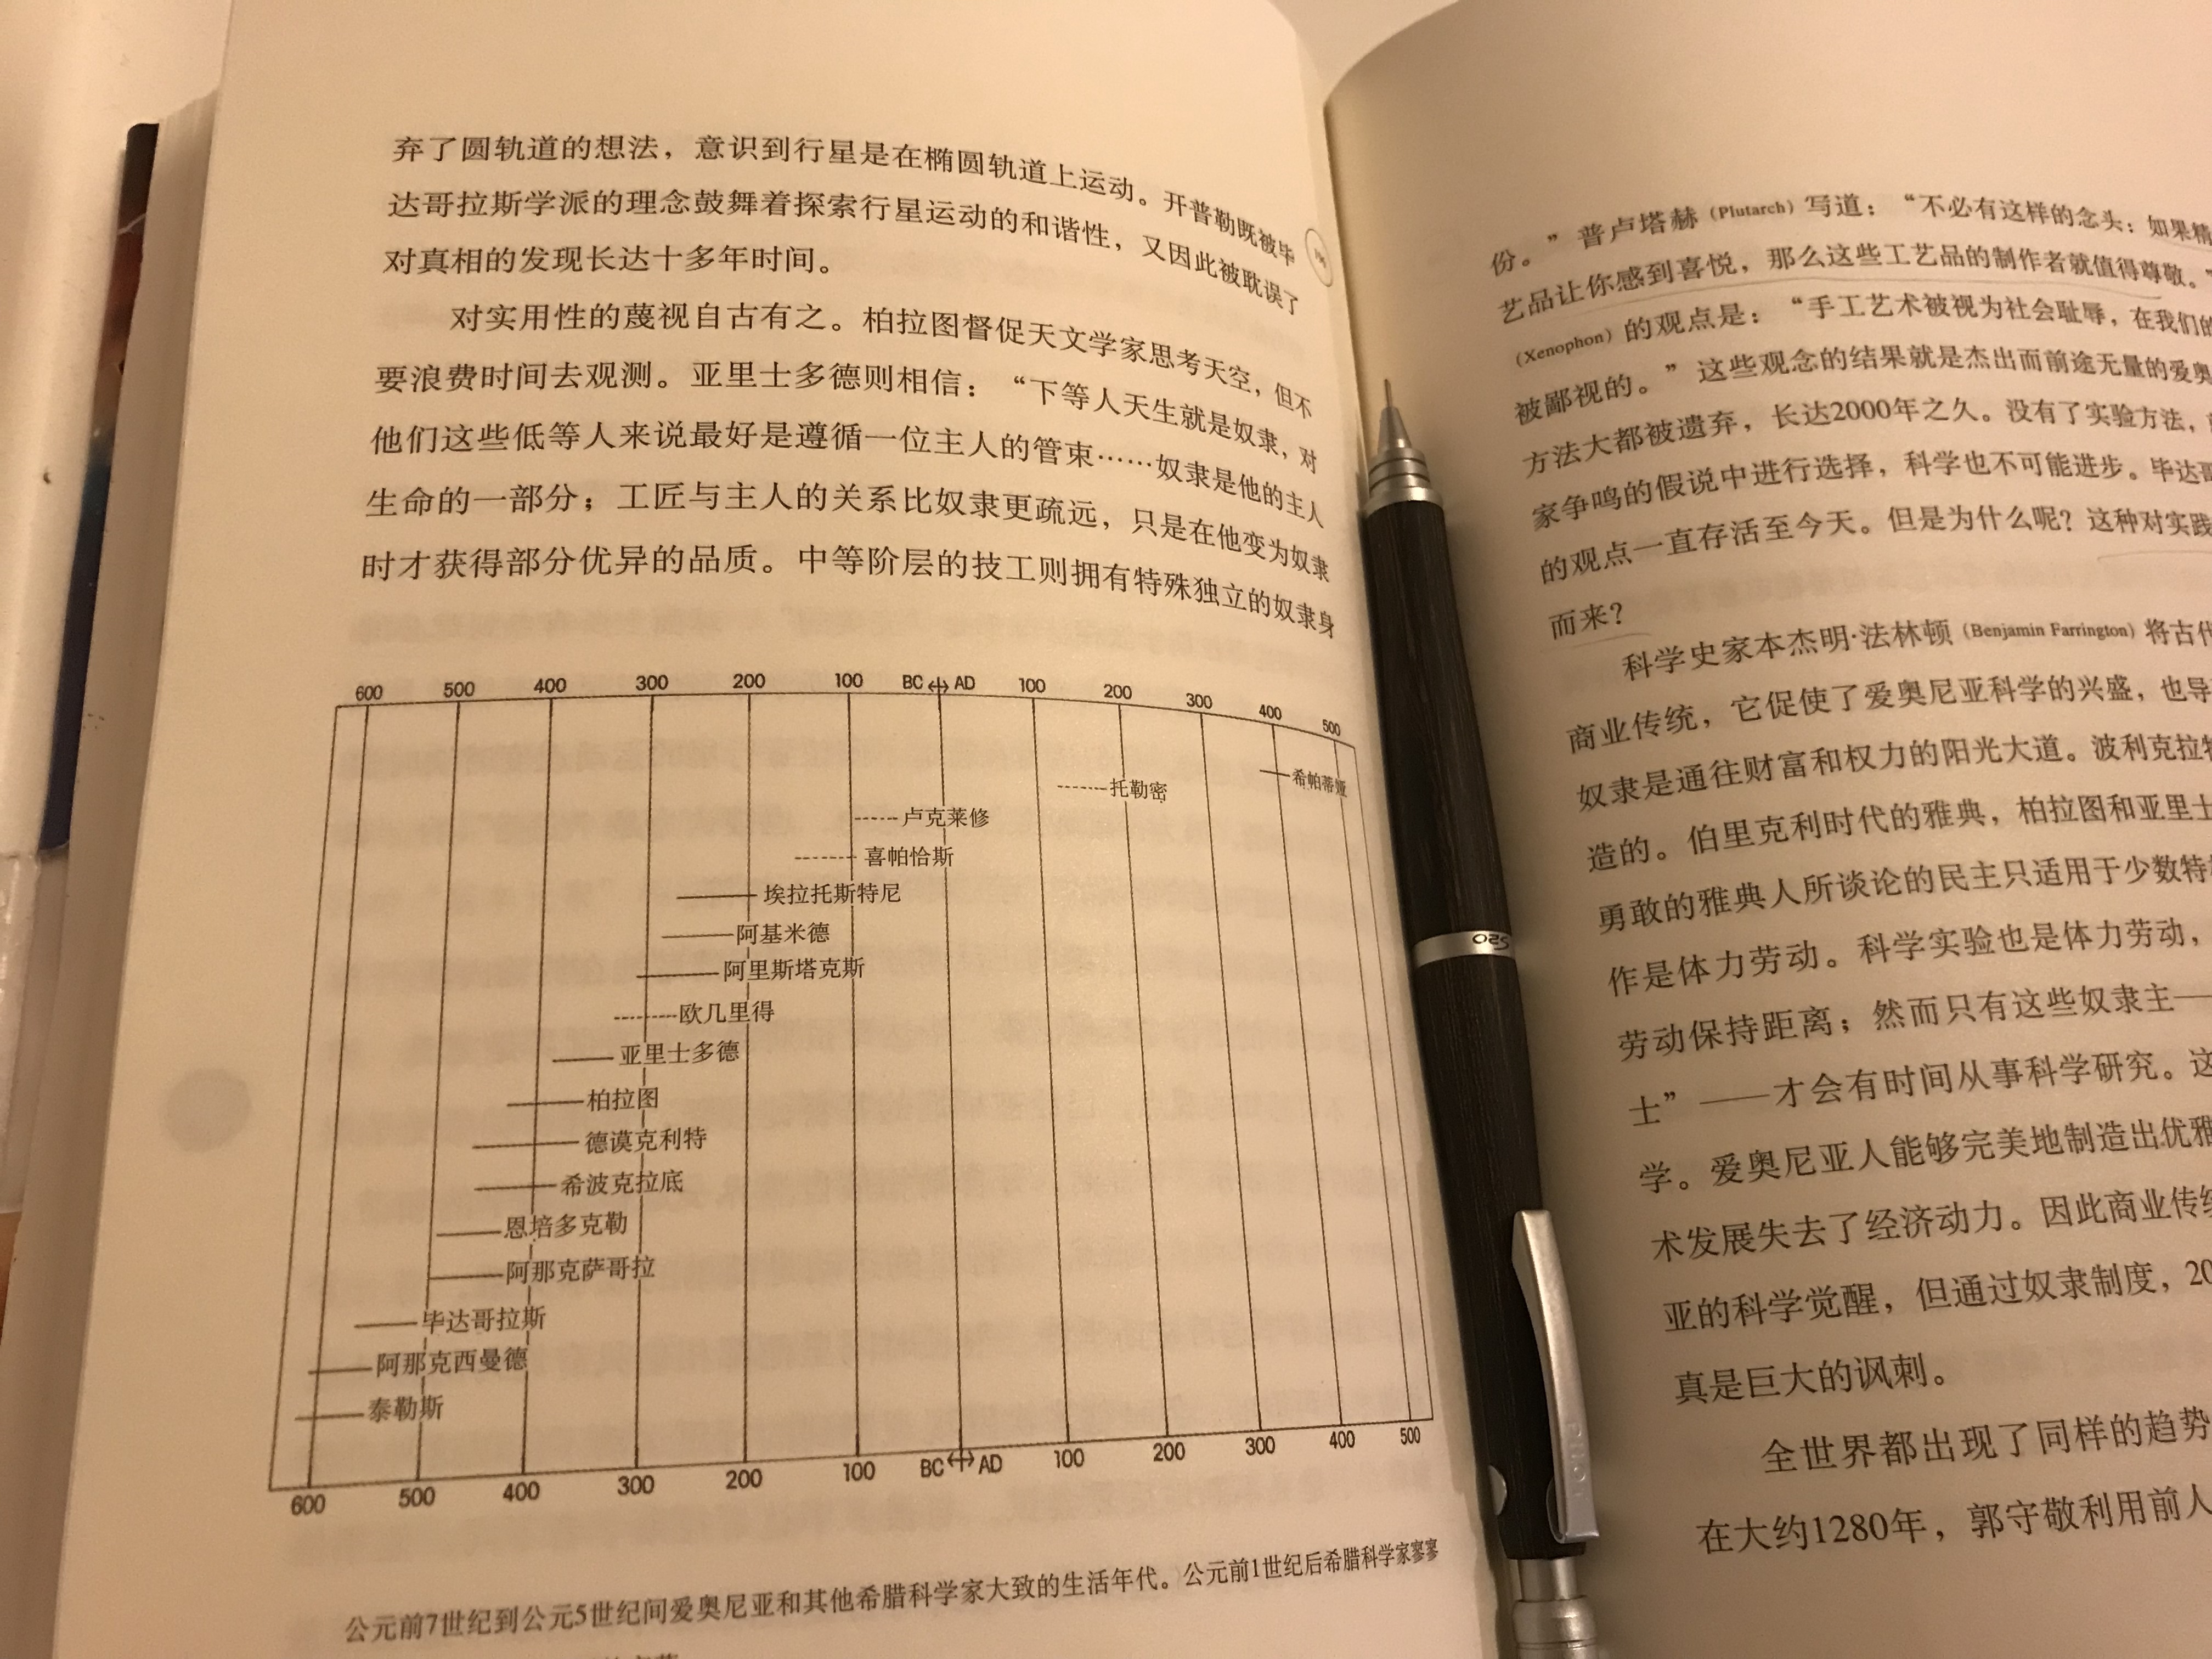 弃了圆轨道的想法，意识到行星是在椭圆轨道上运动。开普勒既被毕
达哥拉斯学派的理念鼓舞着探索行星运动的和谐性，又因此被耽误了
对真相的发现长达十多年时间。
对实用性的蔑视自古有之。柏拉图督促天文学家思考天空，但不
要浪费时间去观测。亚里士多德则相信：“下等人天生就是奴隶，对
他们这些低等人来说最好是遵循一位主人的管束……奴隶是他的主人
生命的一部分；工匠与主人的关系比奴隶更疏远，只是在他变为奴隶
时才获得部分优异的品质。中等阶层的技工则拥有特殊独立的奴隶身
600 500 400 300 200 100 BC AD 100 200 300 400 500
希帕蒂娅
托勒密
卢克莱修
喜帕恰斯
埃拉托斯特尼
阿基米德
阿里斯塔克斯
欧几里得
亚里士多德
柏拉图
德谟克利特
希波克拉底
恩培多克勒
阿那克萨哥拉
毕达哥拉斯
阿那克西曼德
泰勒斯
600 500 400 300 200 100 BC AD 100 200 300 400 500
公元前7世纪到公元5世纪间爱奥尼亚和其他希腊科学家大致的生活年代。公元前1世纪后希腊科学家寥寥
份。”普卢塔赫（Plutarch）写道：“不必有这样的念头：如果精
艺品让你感到喜悦，那么这些工艺品的制作者就值得尊敬。”
（Xenophon）的观点是：“手工艺术被视为社会耻辱，在我们的
被鄙视的。”这些观念的结果就是杰出而前途无量的爱奥
方法大都被遗弃，长达2000年之久。没有了实验方法，
家争鸣的假说中进行选择，科学也不可能进步。毕达哥
的观点一直存活至今天。但是为什么呢？这种对实践
而来？
科学史家本杰明·法林顿（Benjamin Farrington）将古代
商业传统，它促使了爱奥尼亚科学的兴盛，也导
奴隶是通往财富和权力的阳光大道。波利克拉特
造的。伯里克利时代的雅典，柏拉图和亚里士
勇敢的雅典人所谈论的民主只适用于少数特
作是体力劳动。科学实验也是体力劳动，
劳动保持距离；然而只有这些奴隶主—
士”——才会有时间从事科学研究。这
学。爱奥尼亚人能够完美地制造出优雅
术发展失去了经济动力。因此商业传统
亚的科学觉醒，但通过奴隶制度，20
真是巨大的讽刺。
全世界都出现了同样的趋势
在大约1280年，郭守敬利用前人
S20
PILOT